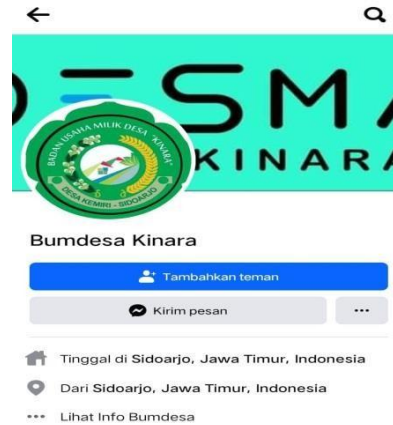 DESMA
KINARA
BADAN USAHA MILIK DESA "KINARA"
DESA KEMIRI - SIDOARJO
Bumdesa Kinara
Tambahkan teman
Kirim pesan
Tinggal di Sidoarjo, Jawa Timur, Indonesia
Dari Sidoarjo, Jawa Timur, Indonesia
Lihat Info Bumdesa